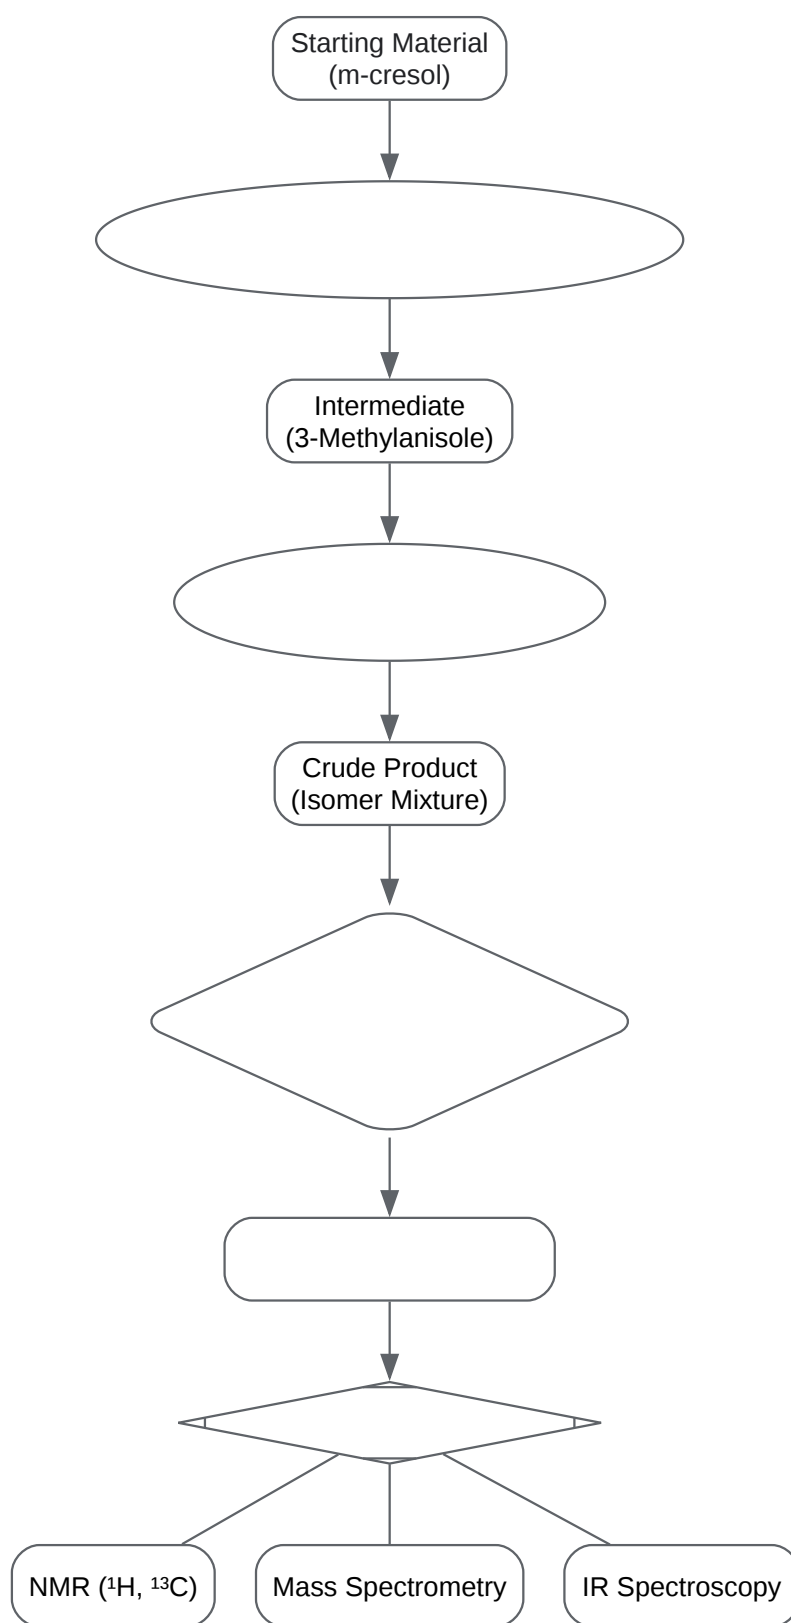 Starting Material
(m-cresol)
Intermediate
(3-Methylanisole)
Crude Product
(Isomer Mixture)
NMR (¹H, ¹³C)
Mass Spectrometry
IR Spectroscopy